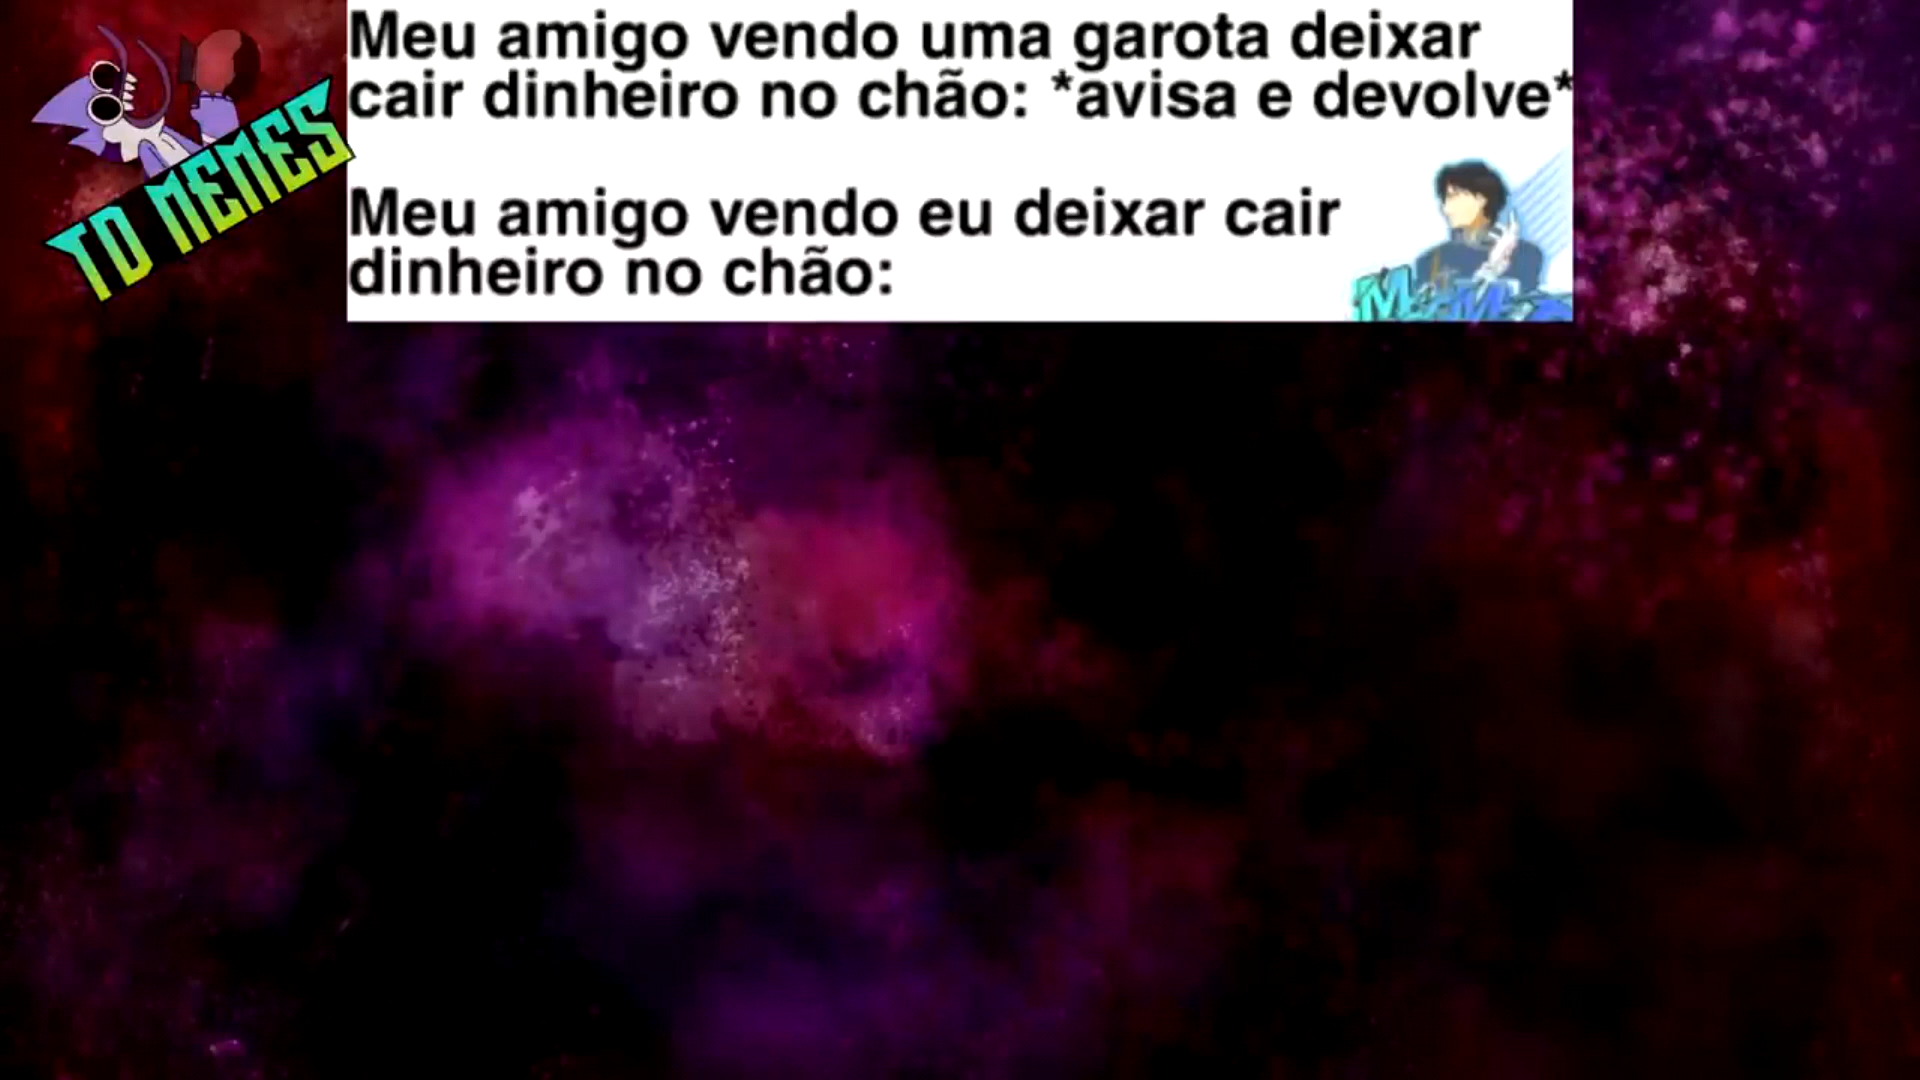 Meu amigo vendo uma garota deixar
cair dinheiro no chão: *avisa e devolve*
TD MEMES
Meu amigo vendo eu deixar cair
dinheiro no chão: